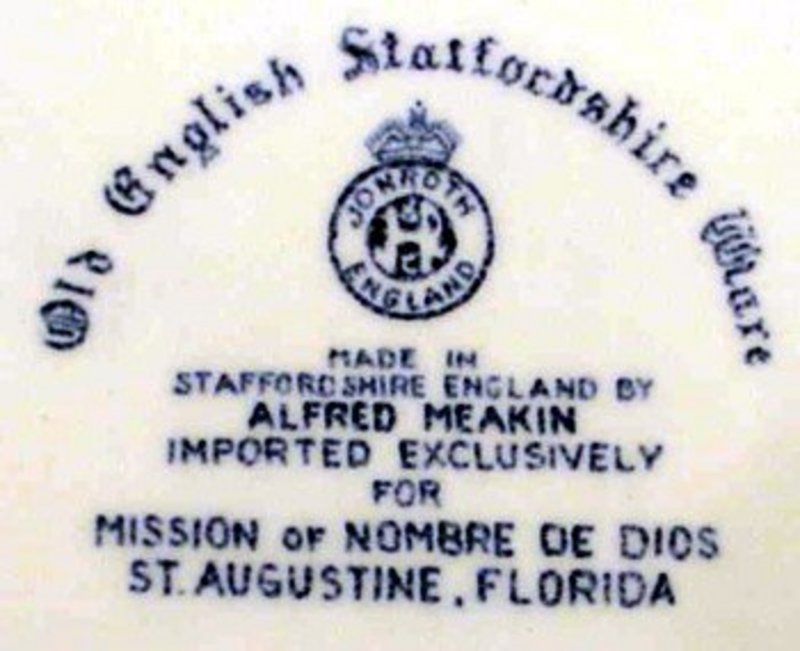 Old English Staffordshire Ware
JONROTH
ENGLAND
MADE IN
STAFFORDSHIRE ENGLAND BY
ALFRED MEAKIN
IMPORTED EXCLUSIVELY
FOR
MISSION OF NOMBRE DE DIOS
ST. AUGUSTINE, FLORIDA